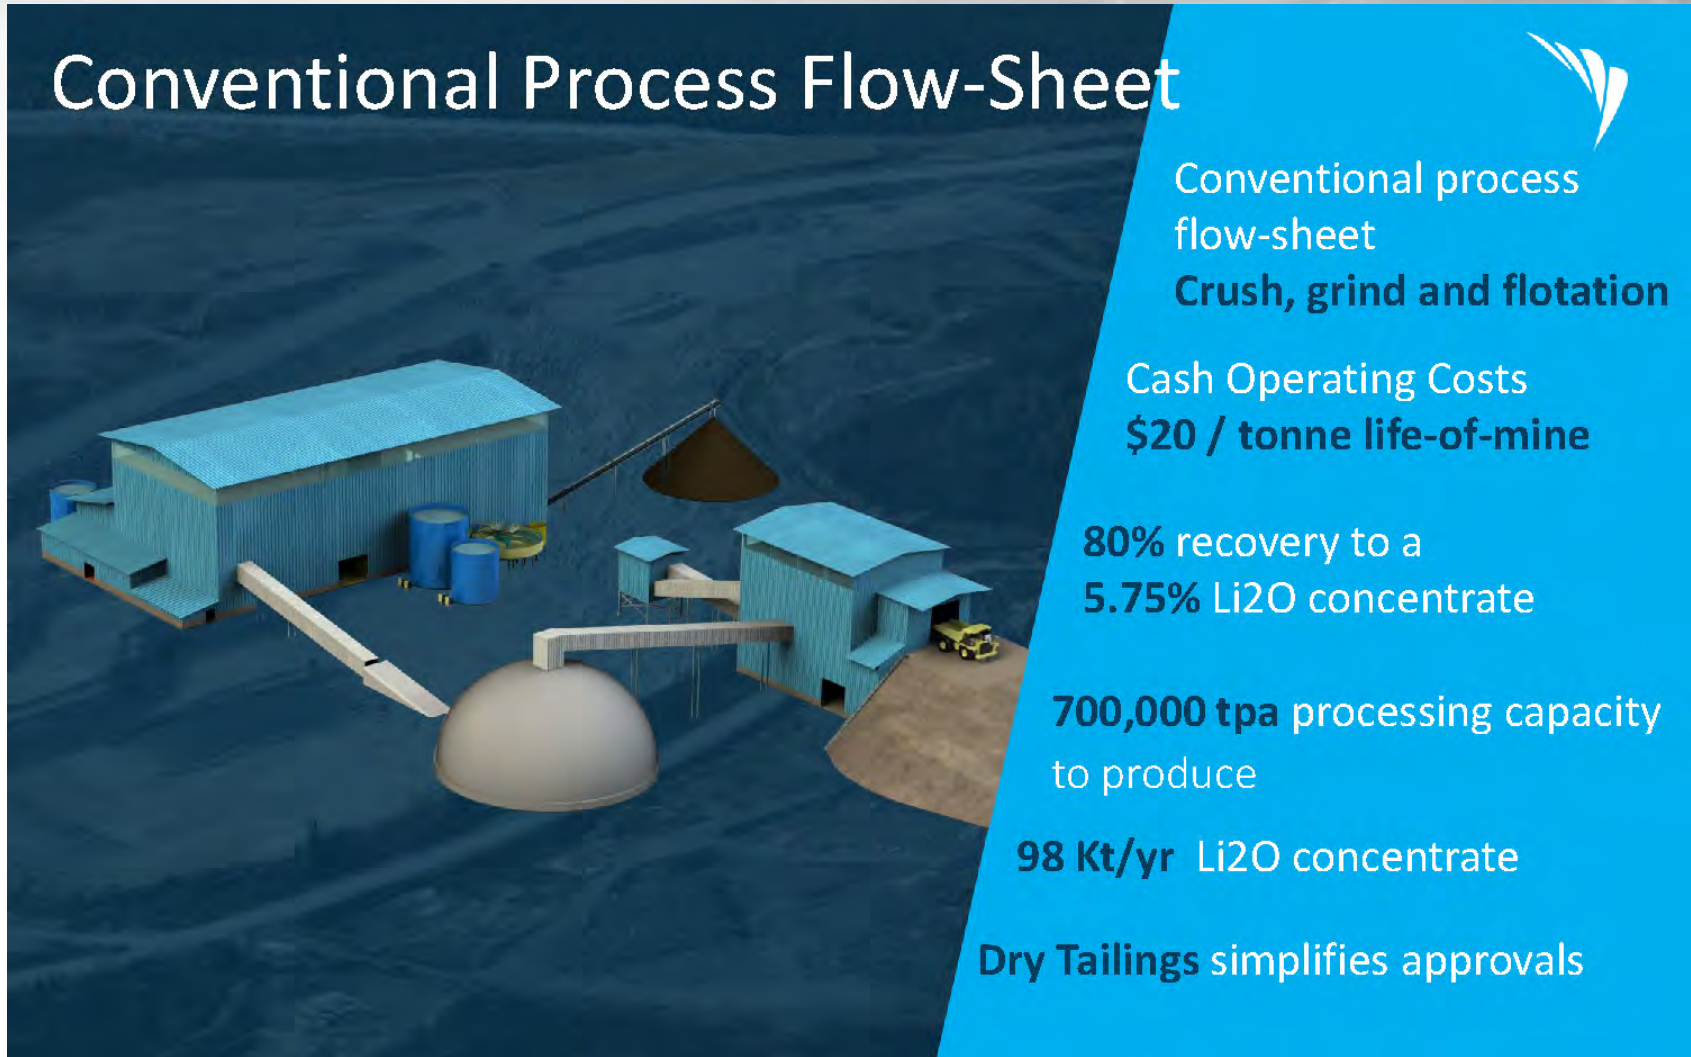 Conventional Process Flow-Sheet
Conventional process
flow-sheet
Crush, grind and flotation
Cash Operating Costs
$20 / tonne life-of-mine
80% recovery to a
5.75% Li2O concentrate
700,000 tpa processing capacity
to produce
98 Kt/yr Li2O concentrate
Dry Tailings simplifies approvals